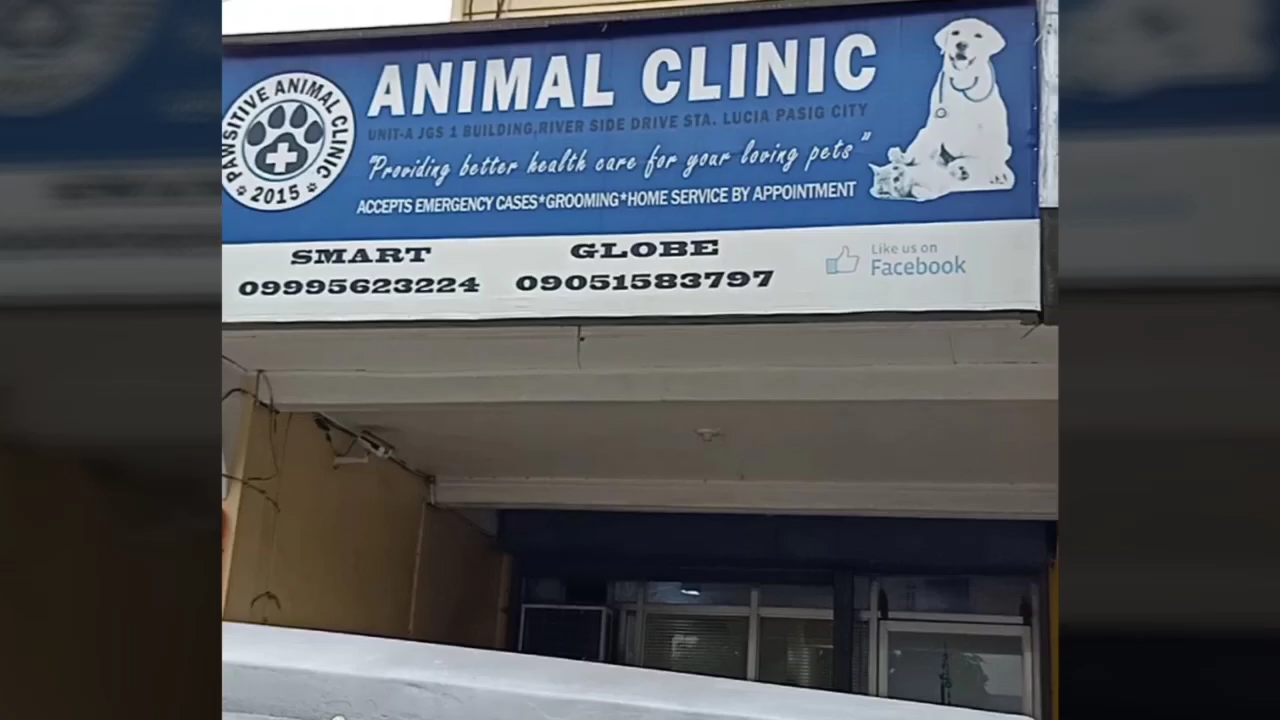 PAWSITIVE ANIMAL CLINIC
2015
ANIMAL CLINIC
UNIT-A JGS 1 BUILDING,RIVER SIDE DRIVE STA. LUCIA PASIG CITY
"Providing better health care for your loving pets"
ACCEPTS EMERGENCY CASES*GROOMING*HOME SERVICE BY APPOINTMENT
SMART GLOBE
09995623224 09051583797
Like us on
Facebook